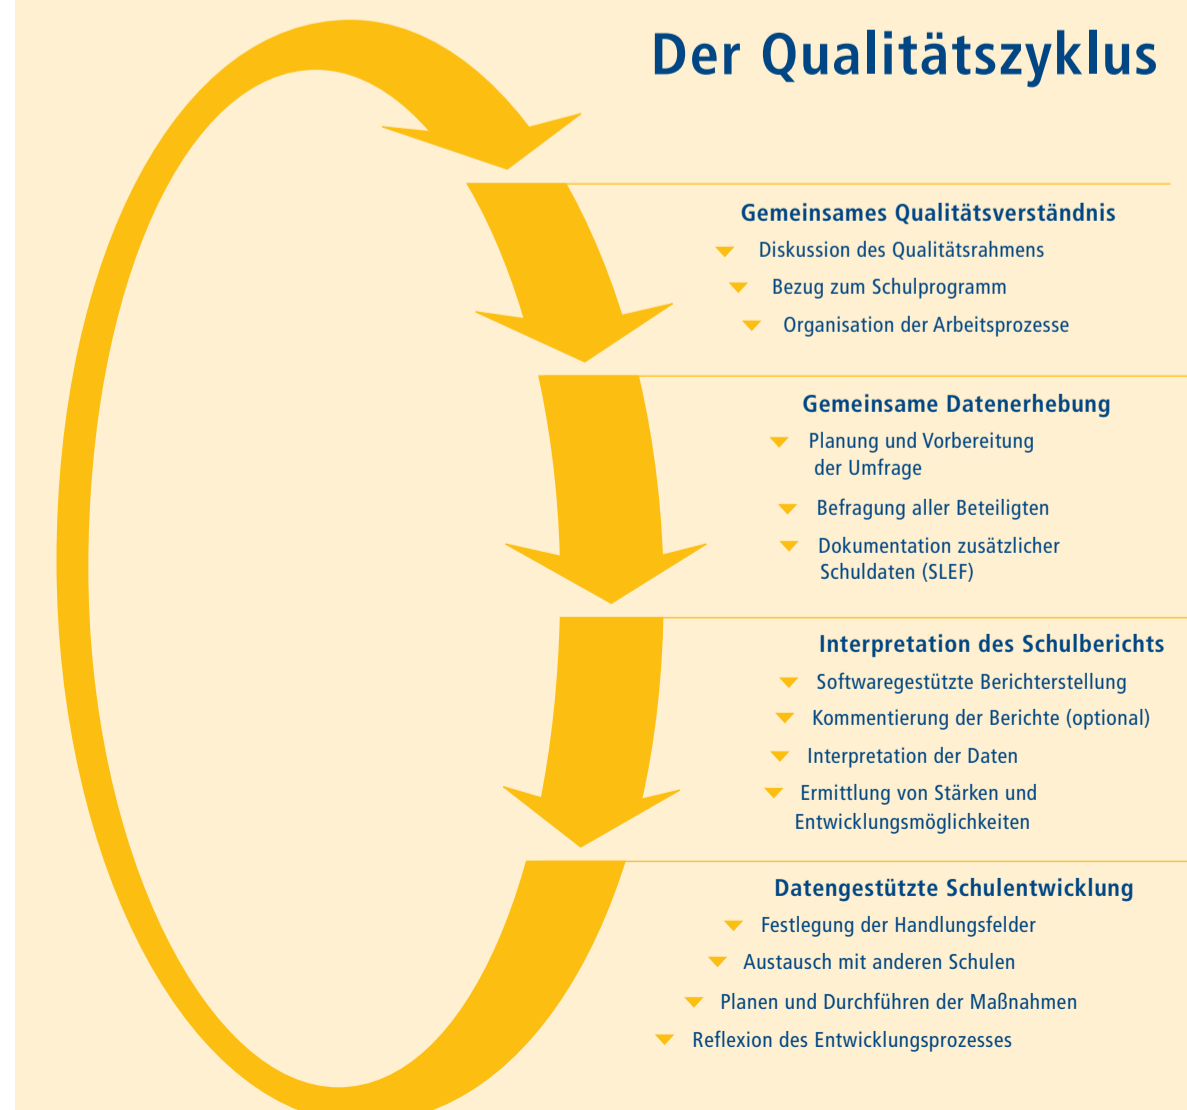 Der Qualitätszyklus
Gemeinsames Qualitätsverständnis
Diskussion des Qualitätsrahmens
Bezug zum Schulprogramm
Organisation der Arbeitsprozesse
Gemeinsame Datenerhebung
Planung und Vorbereitung
der Umfrage
Befragung aller Beteiligten
Dokumentation zusätzlicher
Schuldaten (SLEF)
Interpretation des Schulberichts
Softwaregestützte Berichterstellung
Kommentierung der Berichte (optional)
Interpretation der Daten
Ermittlung von Stärken und
Entwicklungsmöglichkeiten
Datengestützte Schulentwicklung
Festlegung der Handlungsfelder
Austausch mit anderen Schulen
Planen und Durchführen der Maßnahmen
Reflexion des Entwicklungsprozesses